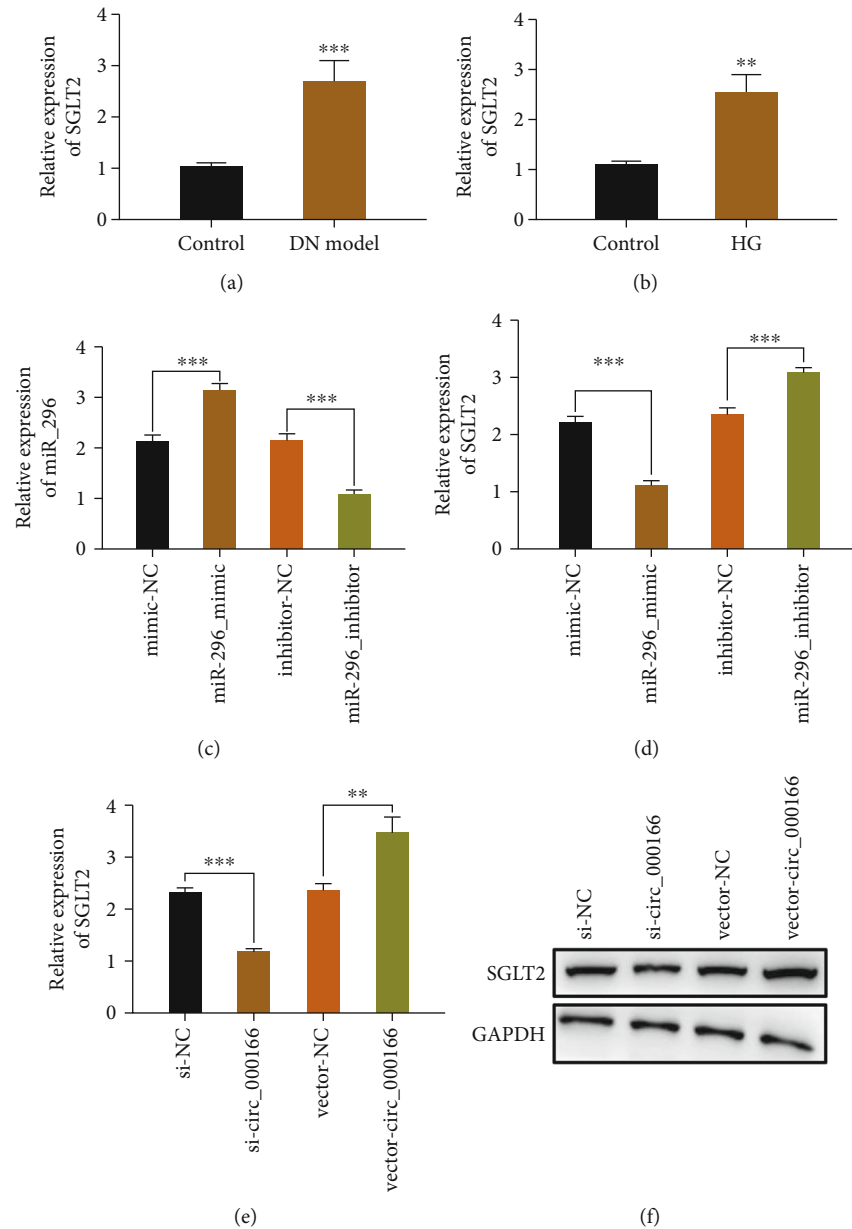 Relative expression
of SGLT2
4
3
2
1
0
***
Control
DN model
(a)
Relative expression
of SGLT2
4
3
2
1
0
**
Control
HG
(b)
Relative expression
of miR_296
4
3
2
1
0
***
***
mimic-NC
miR-296_mimic
inhibitor-NC
miR-296_inhibitor
(c)
Relative expression
of SGLT2
4
3
2
1
0
***
***
mimic-NC
miR-296_mimic
inhibitor-NC
miR-296_inhibitor
(d)
Relative expression
of SGLT2
4
3
2
1
0
***
**
si-NC
si-circ_000166
vector-NC
vector-circ_000166
(e)
si-NC
si-circ_000166
vector-NC
vector-circ_000166
SGLT2
GAPDH
(f)